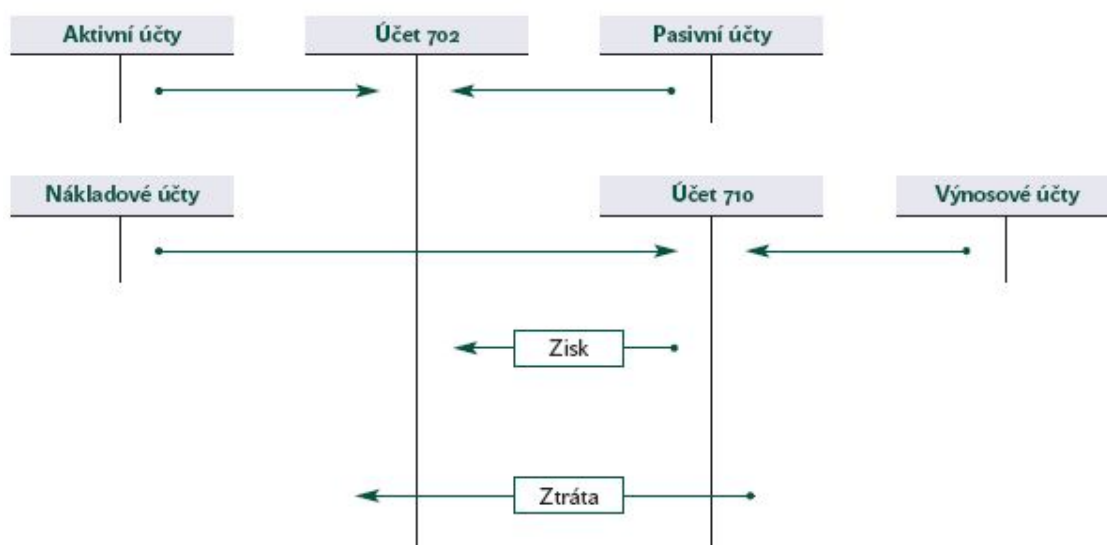 Aktivní účty
Účet 702
Pasivní účty
Nákladové účty
Účet 710
Výnosové účty
Zisk
Ztráta